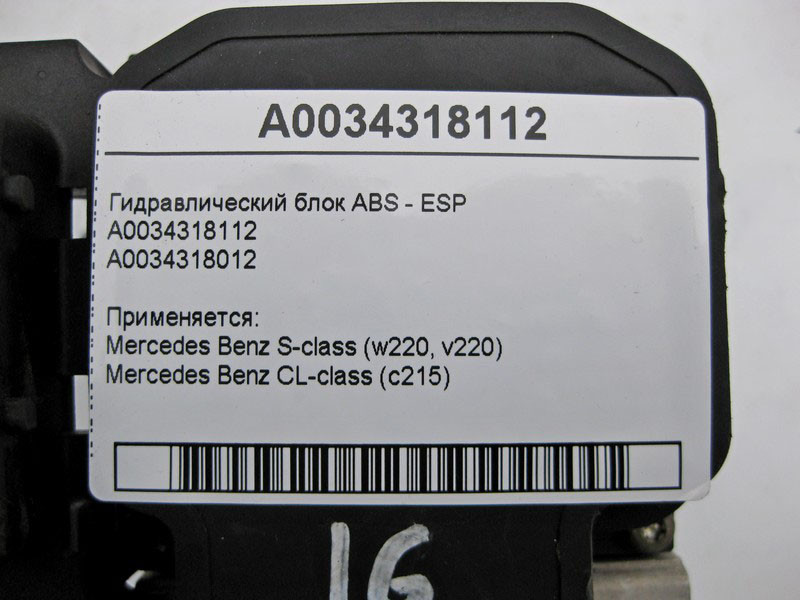 A0034318112
Гидравлический блок ABS - ESP
A0034318112
A0034318012
Применяется:
Mercedes Benz S-class (w220, v220)
Mercedes Benz CL-class (c215)
16